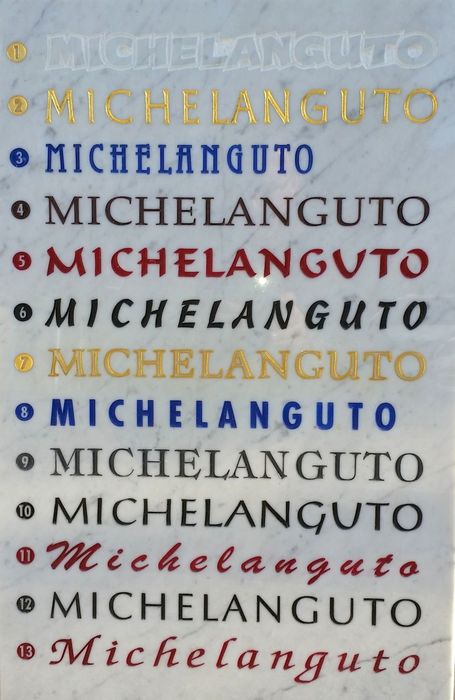 1 MICHELANGUTO
2 MICHELANGUTO
3 MICHELANGUTO
4 MICHELANGUTO
5 MICHELANGUTO
6 MICHELANGUTO
7 MICHELANGUTO
8 MICHELANGUTO
9 MICHELANGUTO
10 MICHELANGUTO
11 Michelanguto
12 MICHELANGUTO
13 Michelanguto